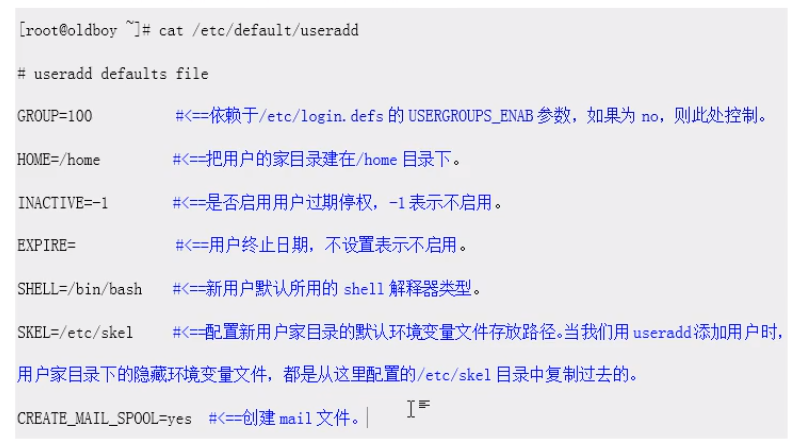 [root@oldboy ~]# cat /etc/default/useradd
# useradd defaults file
GROUP=100 #<==依赖于/etc/login.defs 的 USERGROUPS_ENAB 参数，如果为 no，则此处控制。
HOME=/home #<==把用户的家目录建在/home 目录下。
INACTIVE=-1 #<==是否启用用户过期停权，-1 表示不启用。
EXPIRE= #<==用户终止日期，不设置表示不启用。
SHELL=/bin/bash #<==新用户默认所用的 shell 解释器类型。
SKEL=/etc/skel #<==配置新用户家目录的默认环境变量文件存放路径。当我们用 useradd 添加用户时，
用户家目录下的隐藏环境变量文件，都是从这里配置的/etc/skel 目录中复制过去的。
CREATE_MAIL_SPOOL=yes #<==创建 mail 文件。